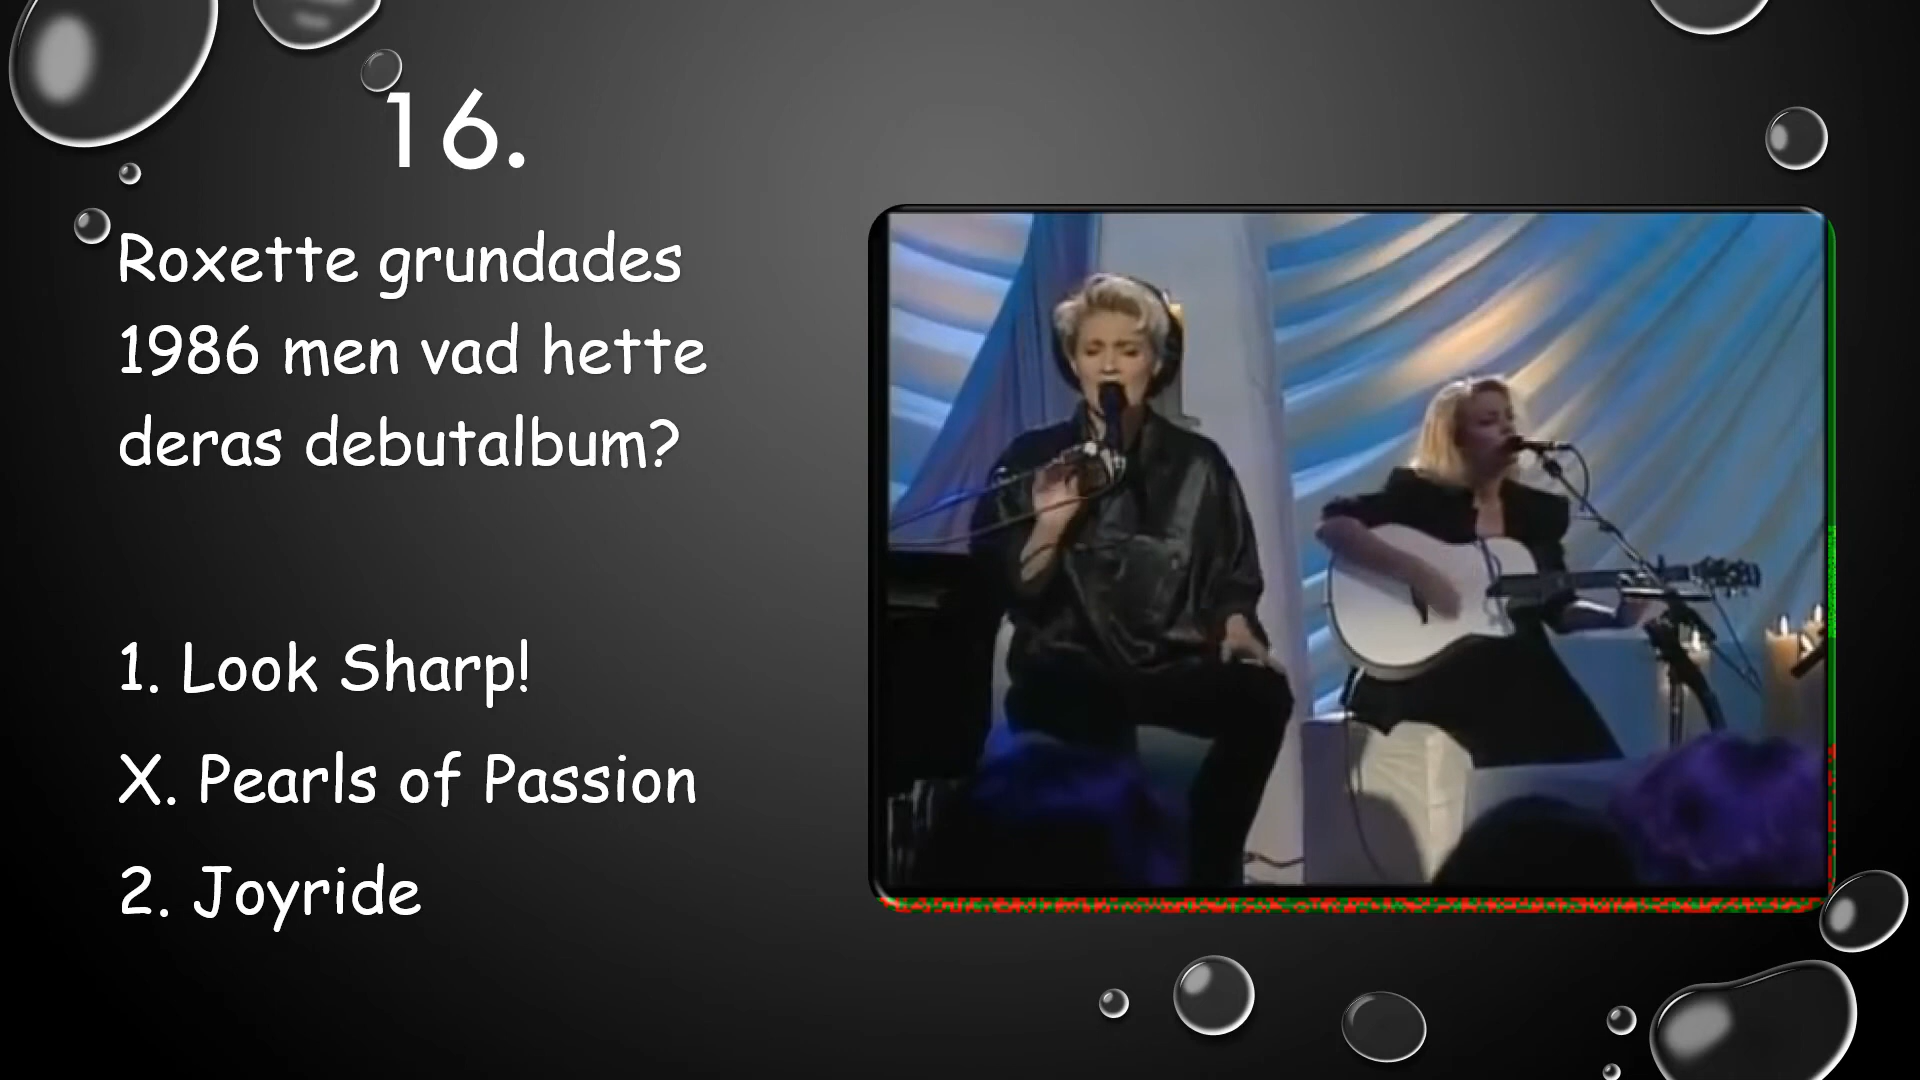 16.
Roxette grundades
1986 men vad hette
deras debutalbum?
1. Look Sharp!
X. Pearls of Passion
2. Joyride